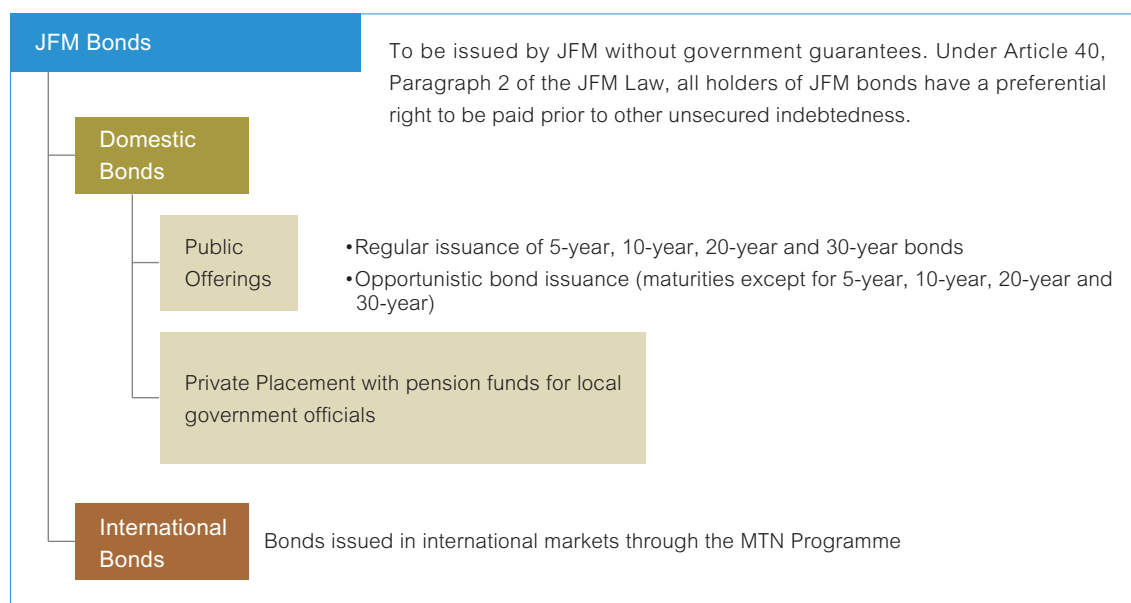 JFM Bonds
To be issued by JFM without government guarantees. Under Article 40,
Paragraph 2 of the JFM Law, all holders of JFM bonds have a preferential
right to be paid prior to other unsecured indebtedness.
Domestic
Bonds
Public
Offerings
•Regular issuance of 5-year, 10-year, 20-year and 30-year bonds
•Opportunistic bond issuance (maturities except for 5-year, 10-year, 20-year and
30-year)
Private Placement with pension funds for local
government officials
International
Bonds
Bonds issued in international markets through the MTN Programme